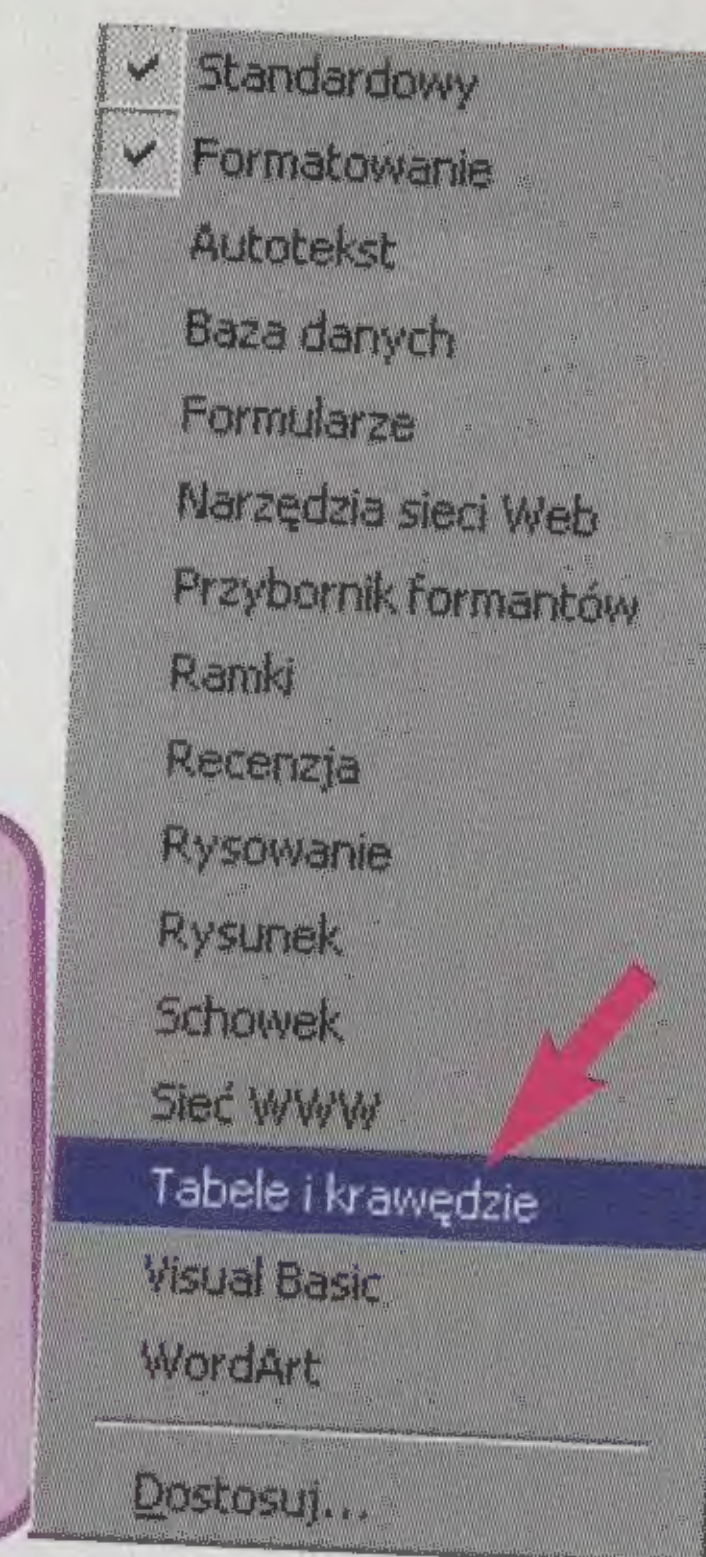 Standardowy
Formatowanie
Autotekst
Baza danych
Formularze
Narzędzia sieci Web
Przybornik formantów
Ramki
Recenzja
Rysowanie
Rysunek
Schowek
Sieć WWW
Tabele i krawędzie
Visual Basic
WordArt
Dostosuj...